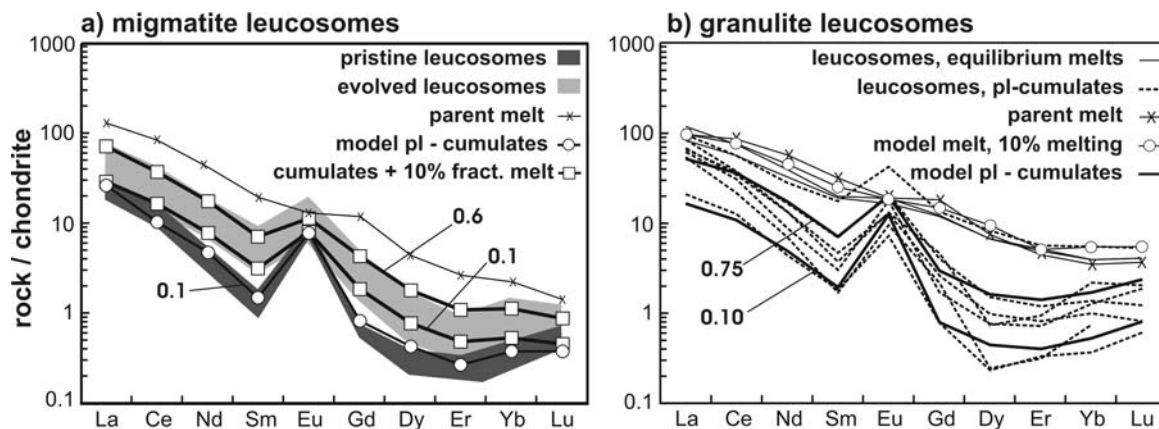 a) migmatite leucosomes
1000
100
10
1
0.1
rock / chondrite
pristine leucosomes
evolved leucosomes
parent melt
model pl - cumulates
cumulates + 10% fract. melt
0.6
0.1
0.1
La Ce Nd Sm Eu Gd Dy Er Yb Lu
b) granulite leucosomes
1000
100
10
1
0.1
leucosomes, equilibrium melts
leucosomes, pl-cumulates
parent melt
model melt, 10% melting
model pl - cumulates
0.75
0.10
La Ce Nd Sm Eu Gd Dy Er Yb Lu